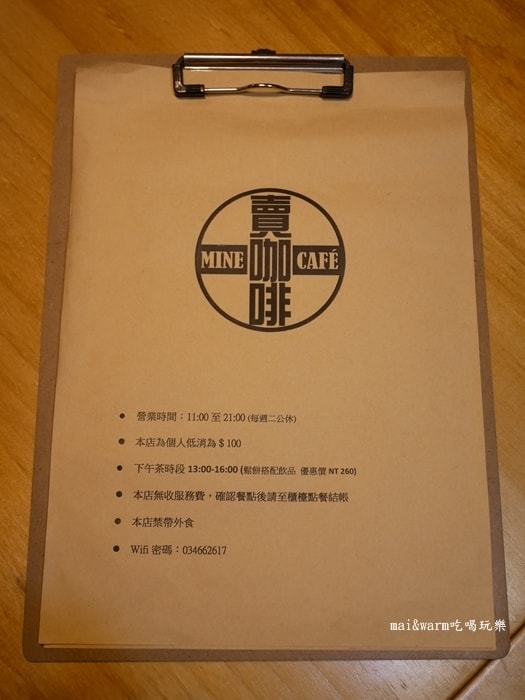 賣咖啡
MINE CAFÉ
● 營業時間：11:00 至 21:00 (每週二公休)
● 本店為個人低消為 $ 100
● 下午茶時段 13:00-16:00 (鬆餅搭配飲品 優惠價 NT 260)
● 本店無收服務費，確認餐點後請至櫃檯點餐結帳
● 本店禁帶外食
● Wifi 密碼：034662617
mai&warm吃喝玩樂